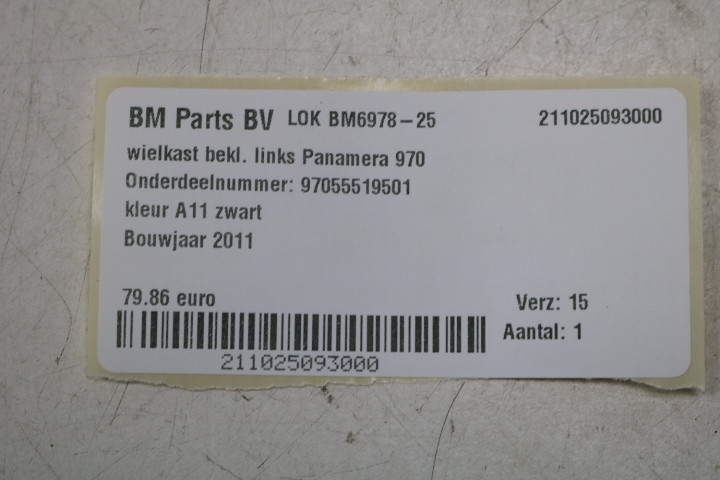 BM Parts BV LOK BM6978-25 211025093000
wielkast bekl. links Panamera 970
Onderdeelnummer: 97055519501
kleur A11 zwart
Bouwjaar 2011
79.86 euro Verz: 15
Aantal: 1
211025093000